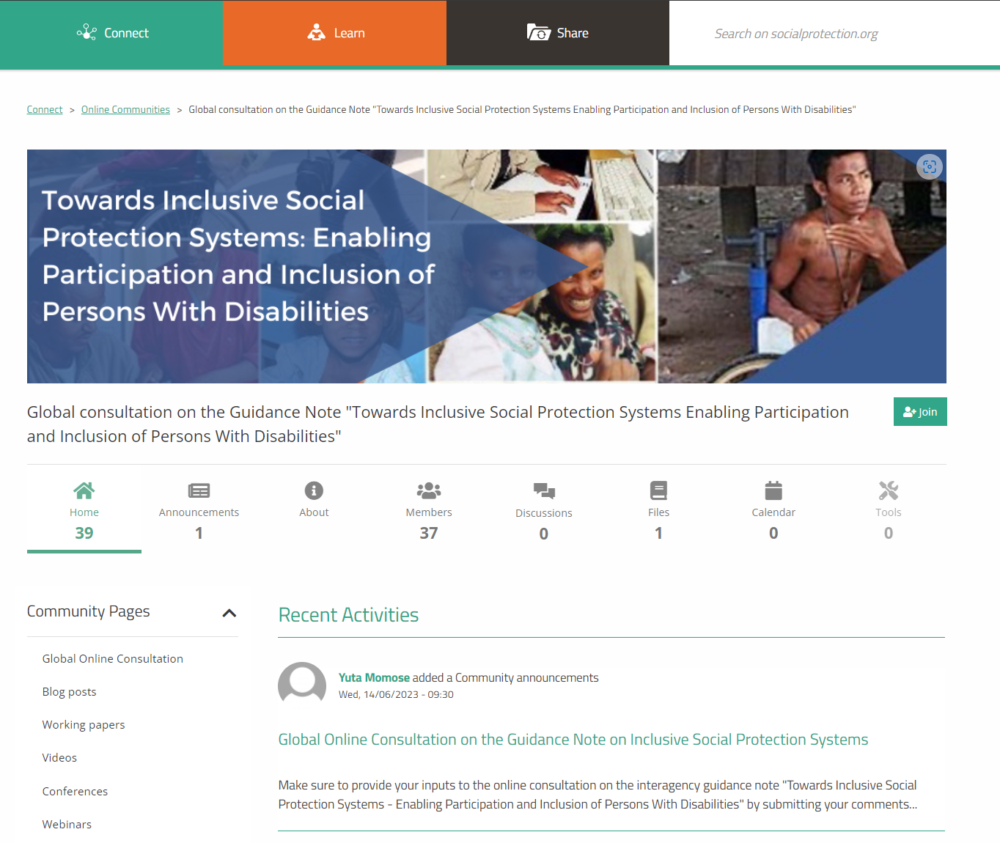 Connect
Learn
Share
Search on socialprotection.org
Connect > Online Communities > Global consultation on the Guidance Note "Towards Inclusive Social Protection Systems Enabling Participation and Inclusion of Persons With Disabilities"
Towards Inclusive Social
Protection Systems: Enabling
Participation and Inclusion of
Persons With Disabilities
Global consultation on the Guidance Note "Towards Inclusive Social Protection Systems Enabling Participation
and Inclusion of Persons With Disabilities"
Join
Home
39
Announcements
1
About
Members
37
Discussions
0
Files
1
Calendar
0
Tools
0
Community Pages
Global Online Consultation
Blog posts
Working papers
Videos
Conferences
Webinars
Recent Activities
Yuta Momose added a Community announcements
Wed, 14/06/2023 - 09:30
Global Online Consultation on the Guidance Note on Inclusive Social Protection Systems
Make sure to provide your inputs to the online consultation on the interagency guidance note "Towards Inclusive Social
Protection Systems - Enabling Participation and Inclusion of Persons With Disabilities" by submitting your comments...